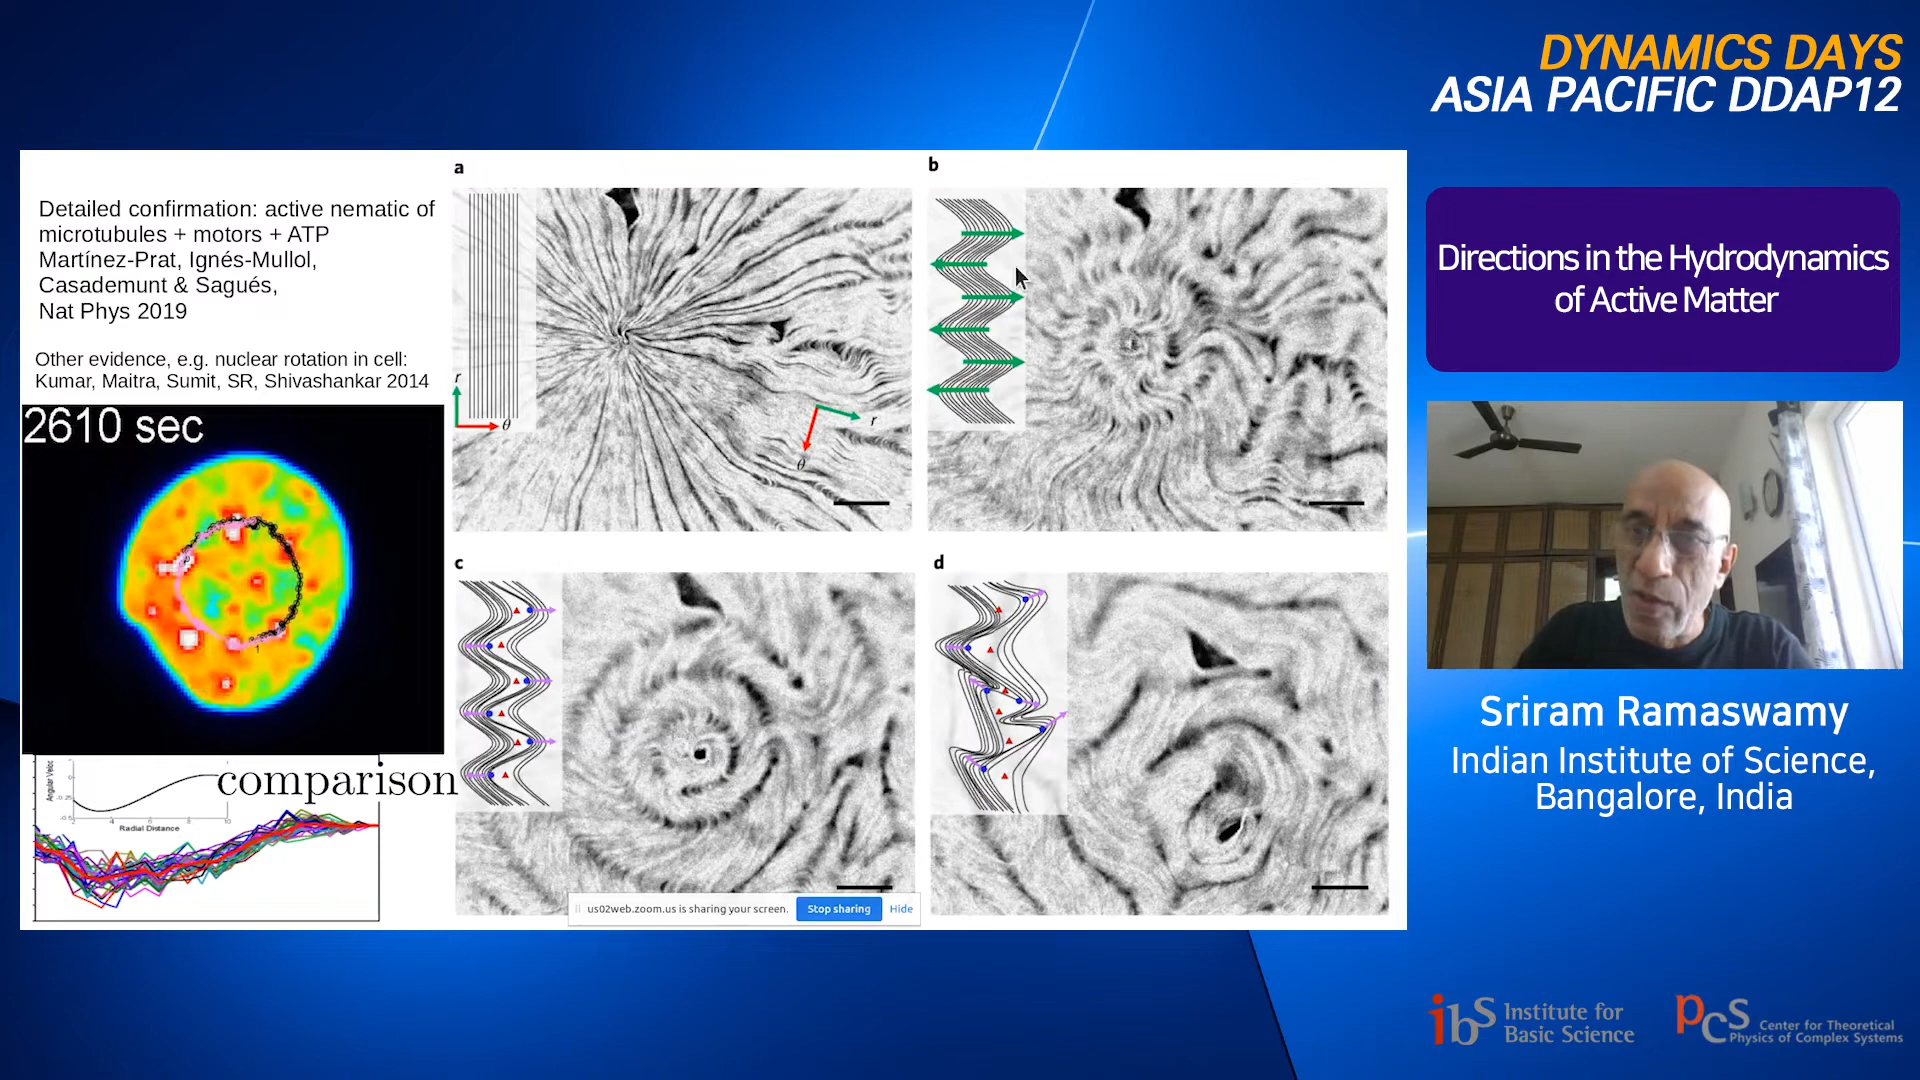 DYNAMICS DAYS
ASIA PACIFIC DDAP12
Detailed confirmation: active nematic of
microtubules + motors + ATP
Martínez-Prat, Ignés-Mullol,
Casademunt & Sagués,
Nat Phys 2019
Other evidence, e.g. nuclear rotation in cell:
Kumar, Maitra, Sumit, SR, Shivashankar 2014
2610 sec
comparison
Radial Distance
a
r
θ
r
θ
b
c
d
us02web.zoom.us is sharing your screen.
Stop sharing
Hide
Directions in the Hydrodynamics
of Active Matter
Sriram Ramaswamy
Indian Institute of Science,
Bangalore, India
ibs Institute for
Basic Science
pcs Center for Theoretical
Physics of Complex Systems